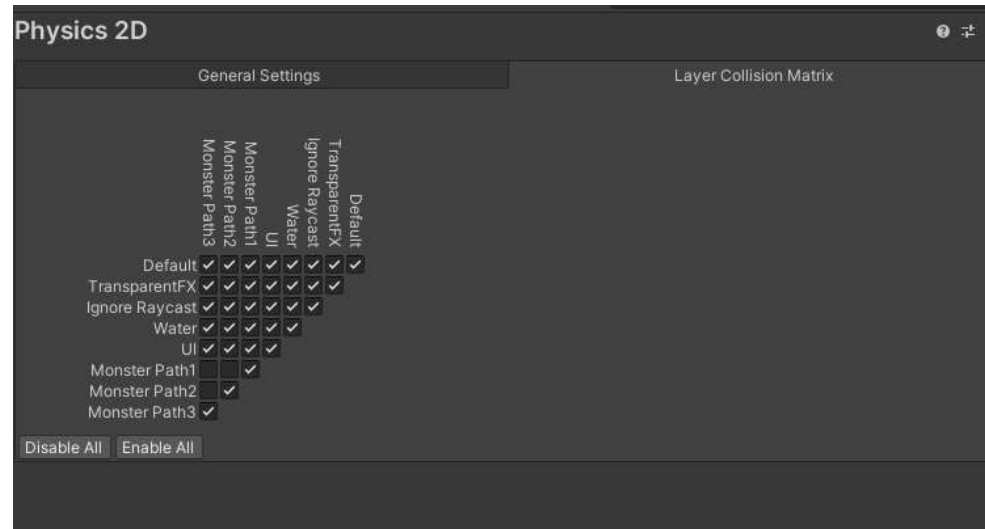 Physics 2D
General Settings
Layer Collision Matrix
Monster Path3
Monster Path2
Monster Path1
UI
Water
Ignore Raycast
TransparentFX
Default
Default
TransparentFX
Ignore Raycast
Water
UI
Monster Path1
Monster Path2
Monster Path3
Disable All
Enable All